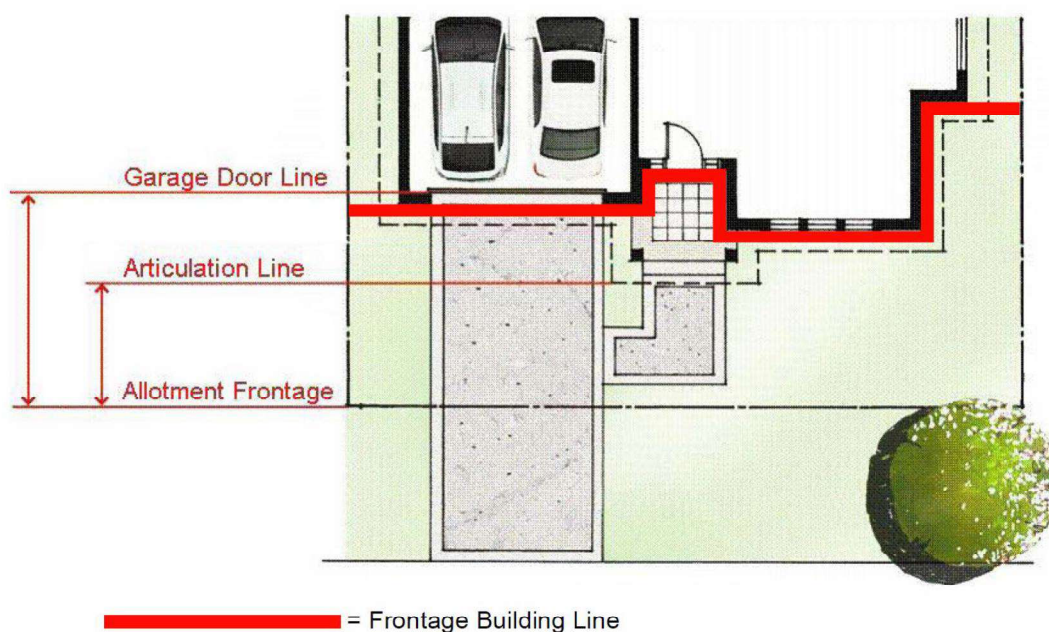 Garage Door Line
Articulation Line
Allotment Frontage
= Frontage Building Line